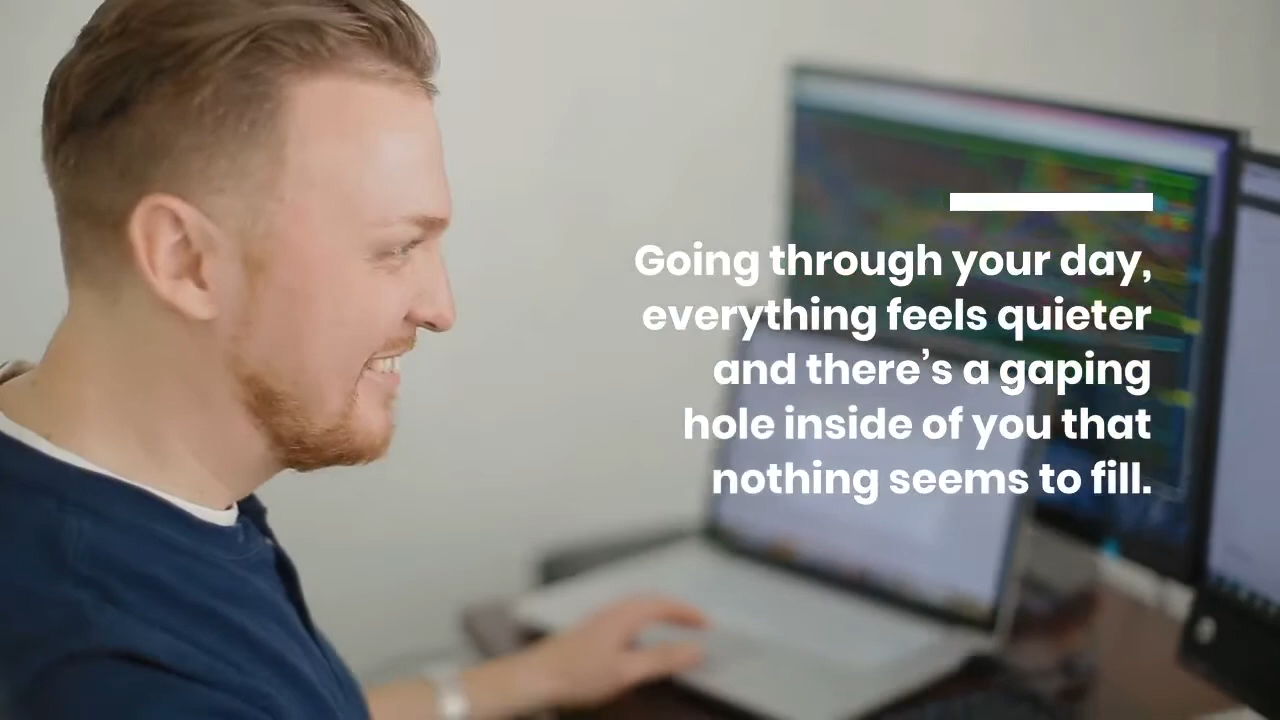 Going through your day,
everything feels quieter
and there’s a gaping
hole inside of you that
nothing seems to fill.